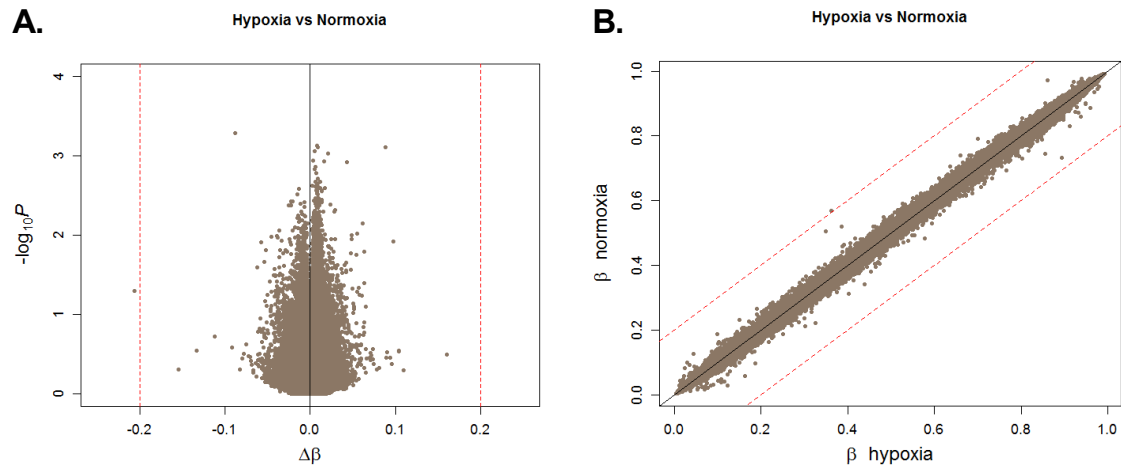 A.
Hypoxia vs Normoxia
4
3
2
1
0
-log10P
-0.2 -0.1 0.0 0.1 0.2
Δβ
B.
Hypoxia vs Normoxia
1.0
0.8
0.6
0.4
0.2
0.0
β normoxia
0.0 0.2 0.4 0.6 0.8 1.0
β hypoxia